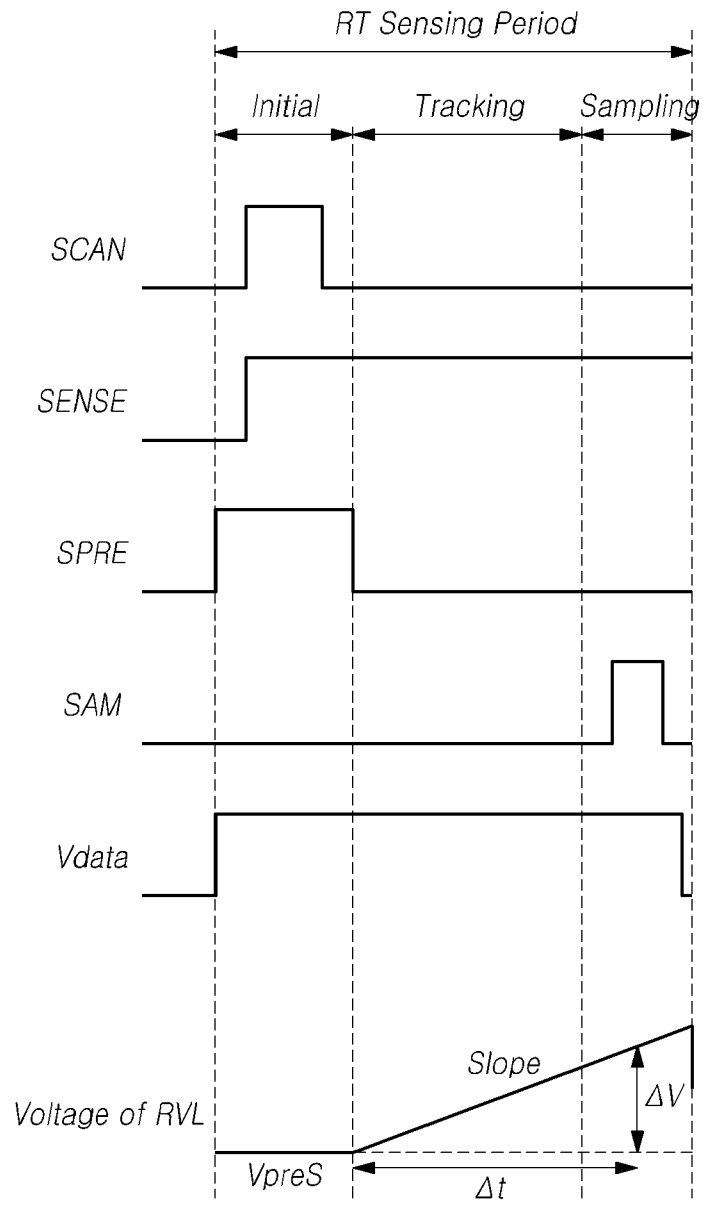 RT Sensing Period
Initial
Tracking
Sampling
SCAN
SENSE
SPRE
SAM
Vdata
Slope
ΔV
Voltage of RVL
VpreS
Δt